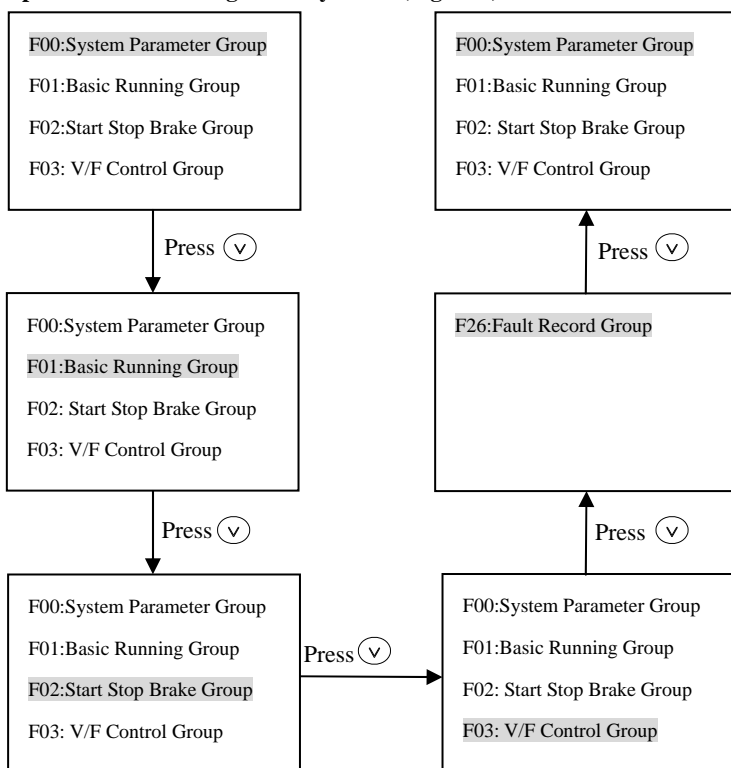 F00:System Parameter Group
F01:Basic Running Group
F02:Start Stop Brake Group
F03: V/F Control Group
Press ∨
F00:System Parameter Group
F01:Basic Running Group
F02: Start Stop Brake Group
F03: V/F Control Group
Press ∨
F00:System Parameter Group
F01:Basic Running Group
F02:Start Stop Brake Group
F03: V/F Control Group
Press ∨
F00:System Parameter Group
F01:Basic Running Group
F02: Start Stop Brake Group
F03: V/F Control Group
Press ∨
F26:Fault Record Group
Press ∨
F00:System Parameter Group
F01:Basic Running Group
F02: Start Stop Brake Group
F03: V/F Control Group